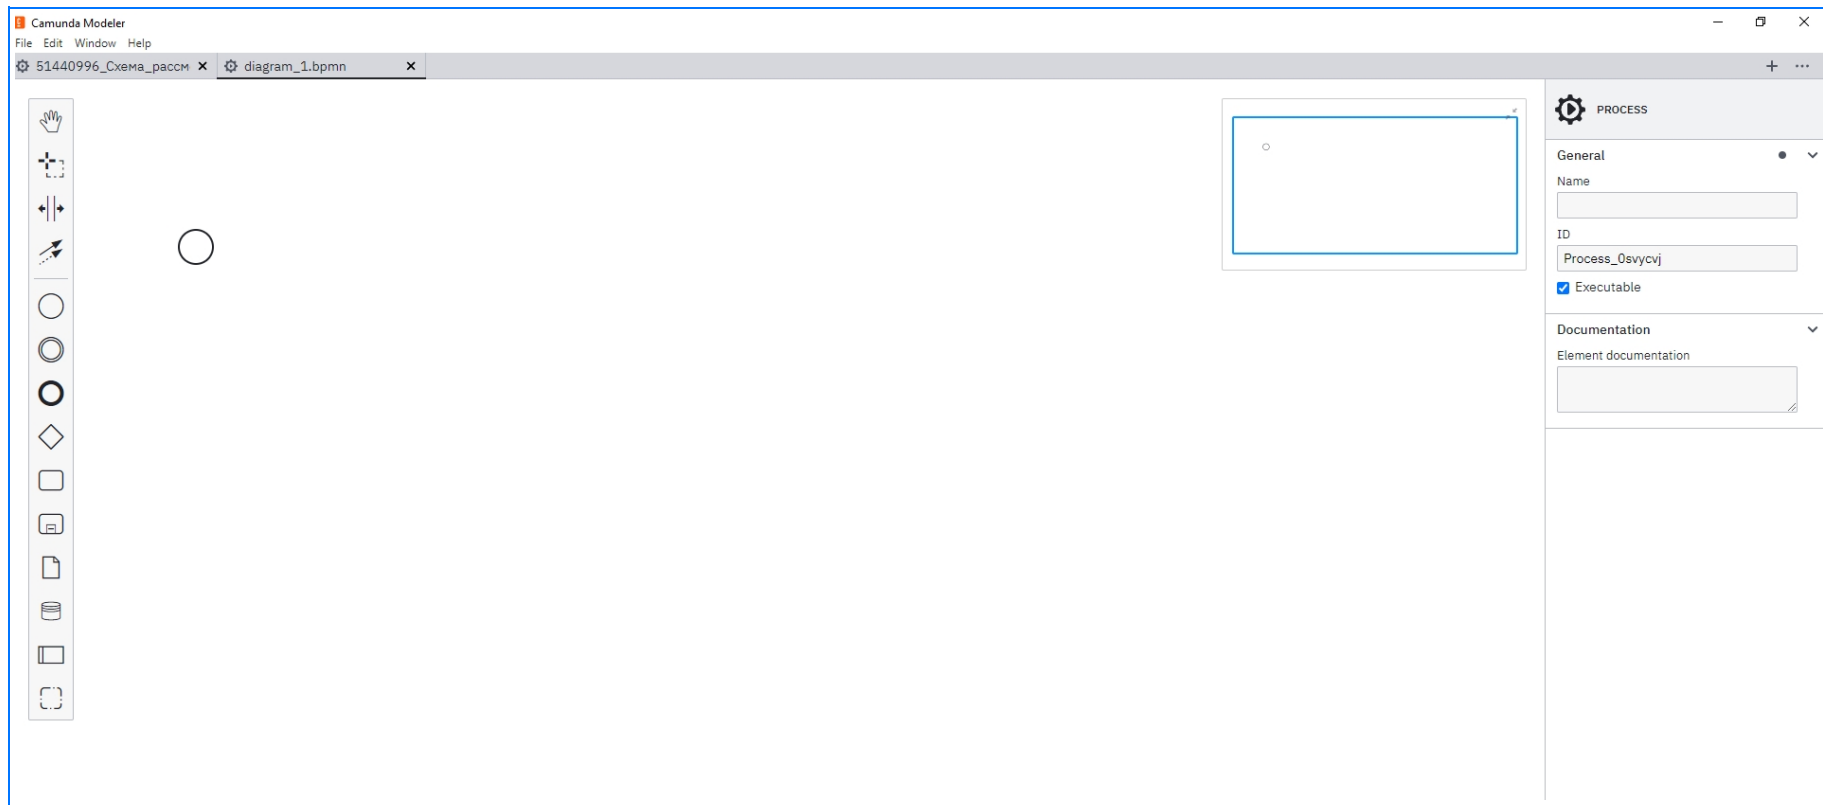 Camunda Modeler
File Edit Window Help
51440996_Схема_рассм
diagram_1.bpmn
PROCESS
General
Name
ID
Process_0svycvj
Executable
Documentation
Element documentation